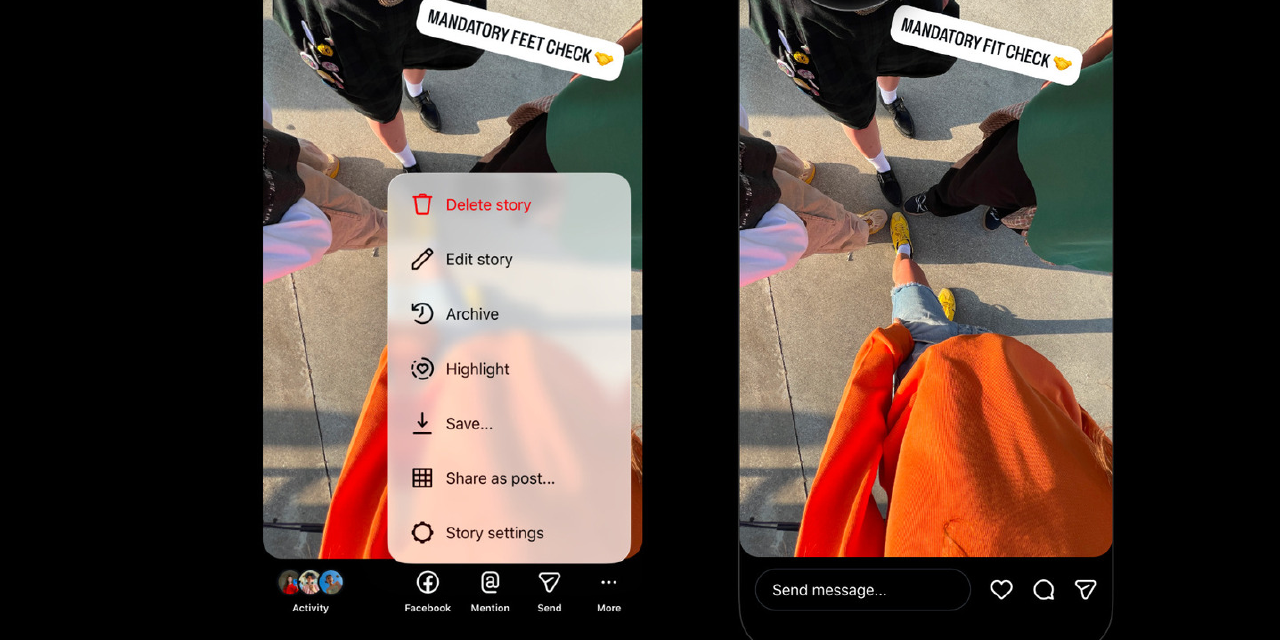 MANDATORY FEET CHECK 🤝
Delete story
Edit story
Archive
Highlight
Save...
Share as post...
Story settings
Activity
Facebook
Mention
Send
More
MANDATORY FIT CHECK 🤝
Send message...